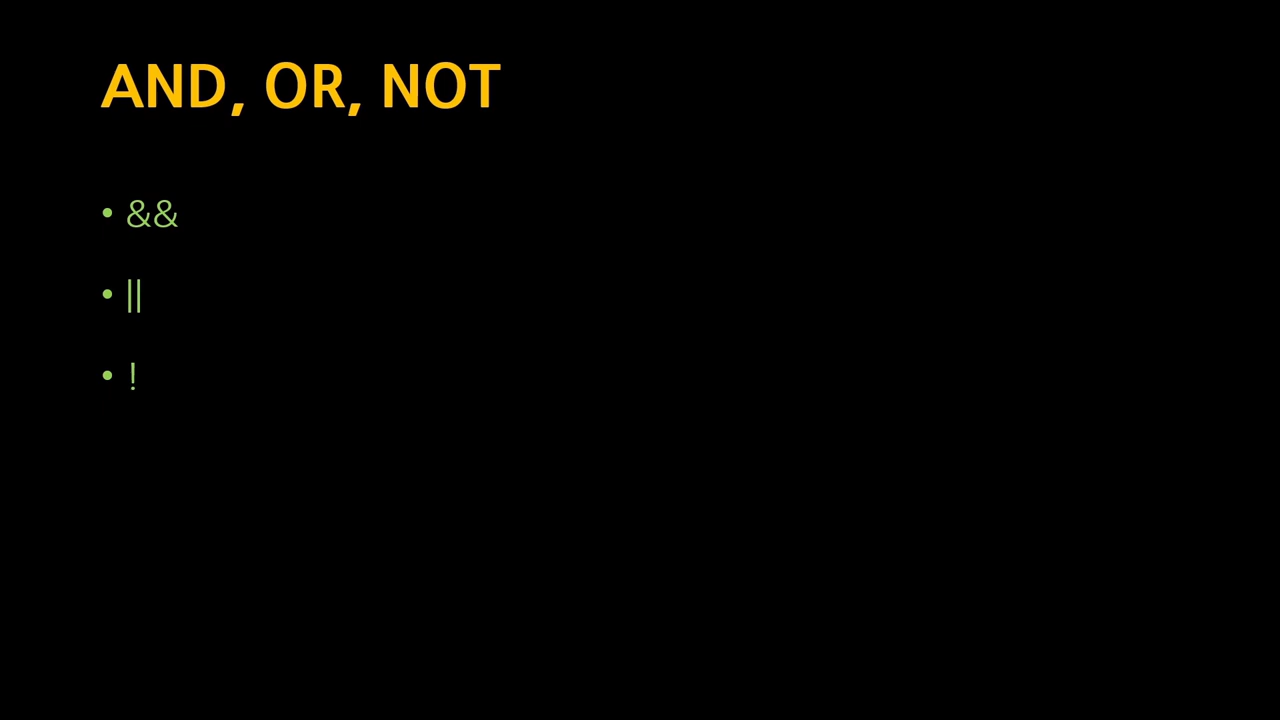 AND, OR, NOT
• &&
• ||
• !